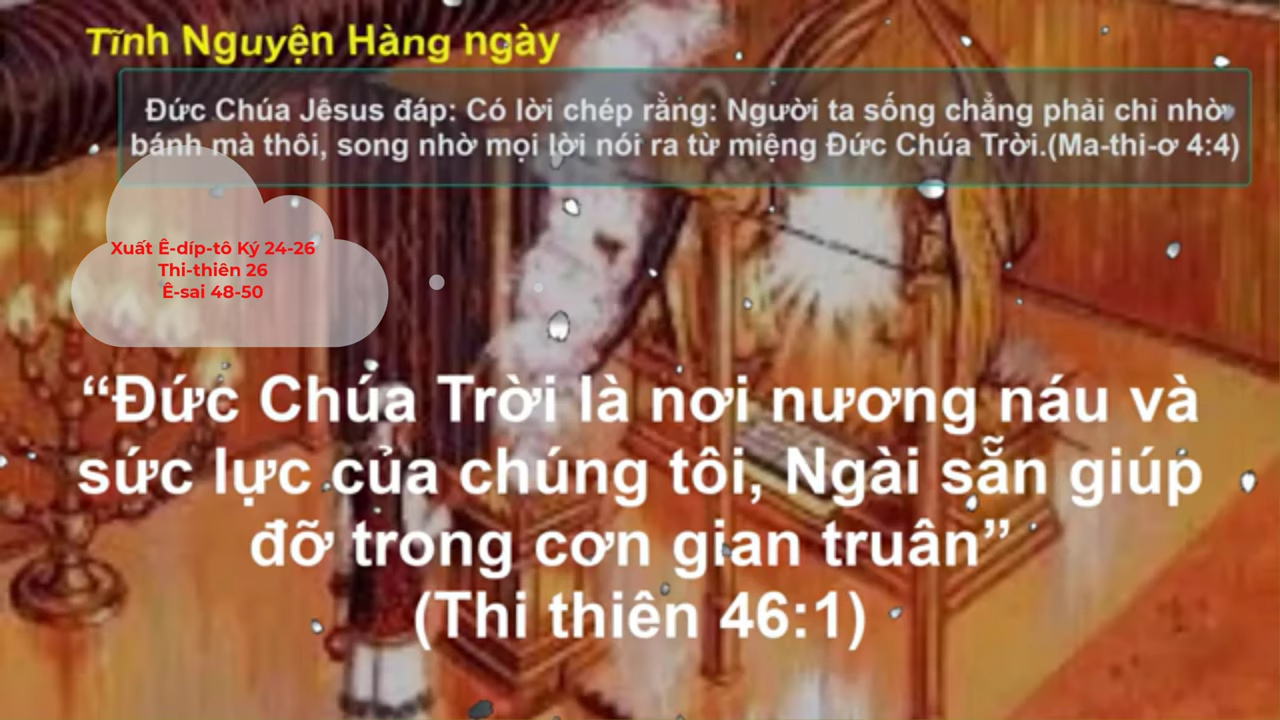 Tĩnh Nguyện Hàng ngày
Đức Chúa Jêsus đáp: Có lời chép rằng: Người ta sống chẳng phải chỉ nhờ
bánh mà thôi, song nhờ mọi lời nói ra từ miệng Đức Chúa Trời.(Ma-thi-ơ 4:4)
Xuất Ê-díp-tô Ký 24-26
Thi-thiên 26
Ê-sai 48-50
“Đức Chúa Trời là nơi nương náu và
sức lực của chúng tôi, Ngài sẵn giúp
đỡ trong cơn gian truân”
(Thi thiên 46:1)